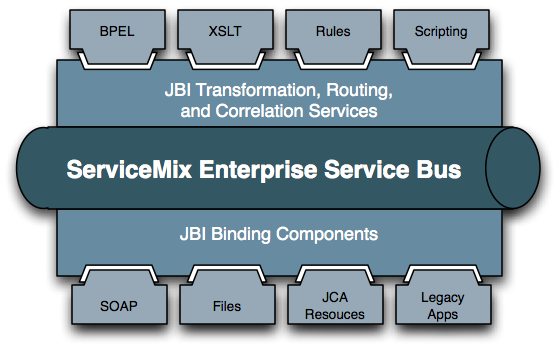 BPEL
XSLT
Rules
Scripting
JBI Transformation, Routing,
and Correlation Services
ServiceMix Enterprise Service Bus
JBI Binding Components
SOAP
Files
JCA
Resouces
Legacy
Apps